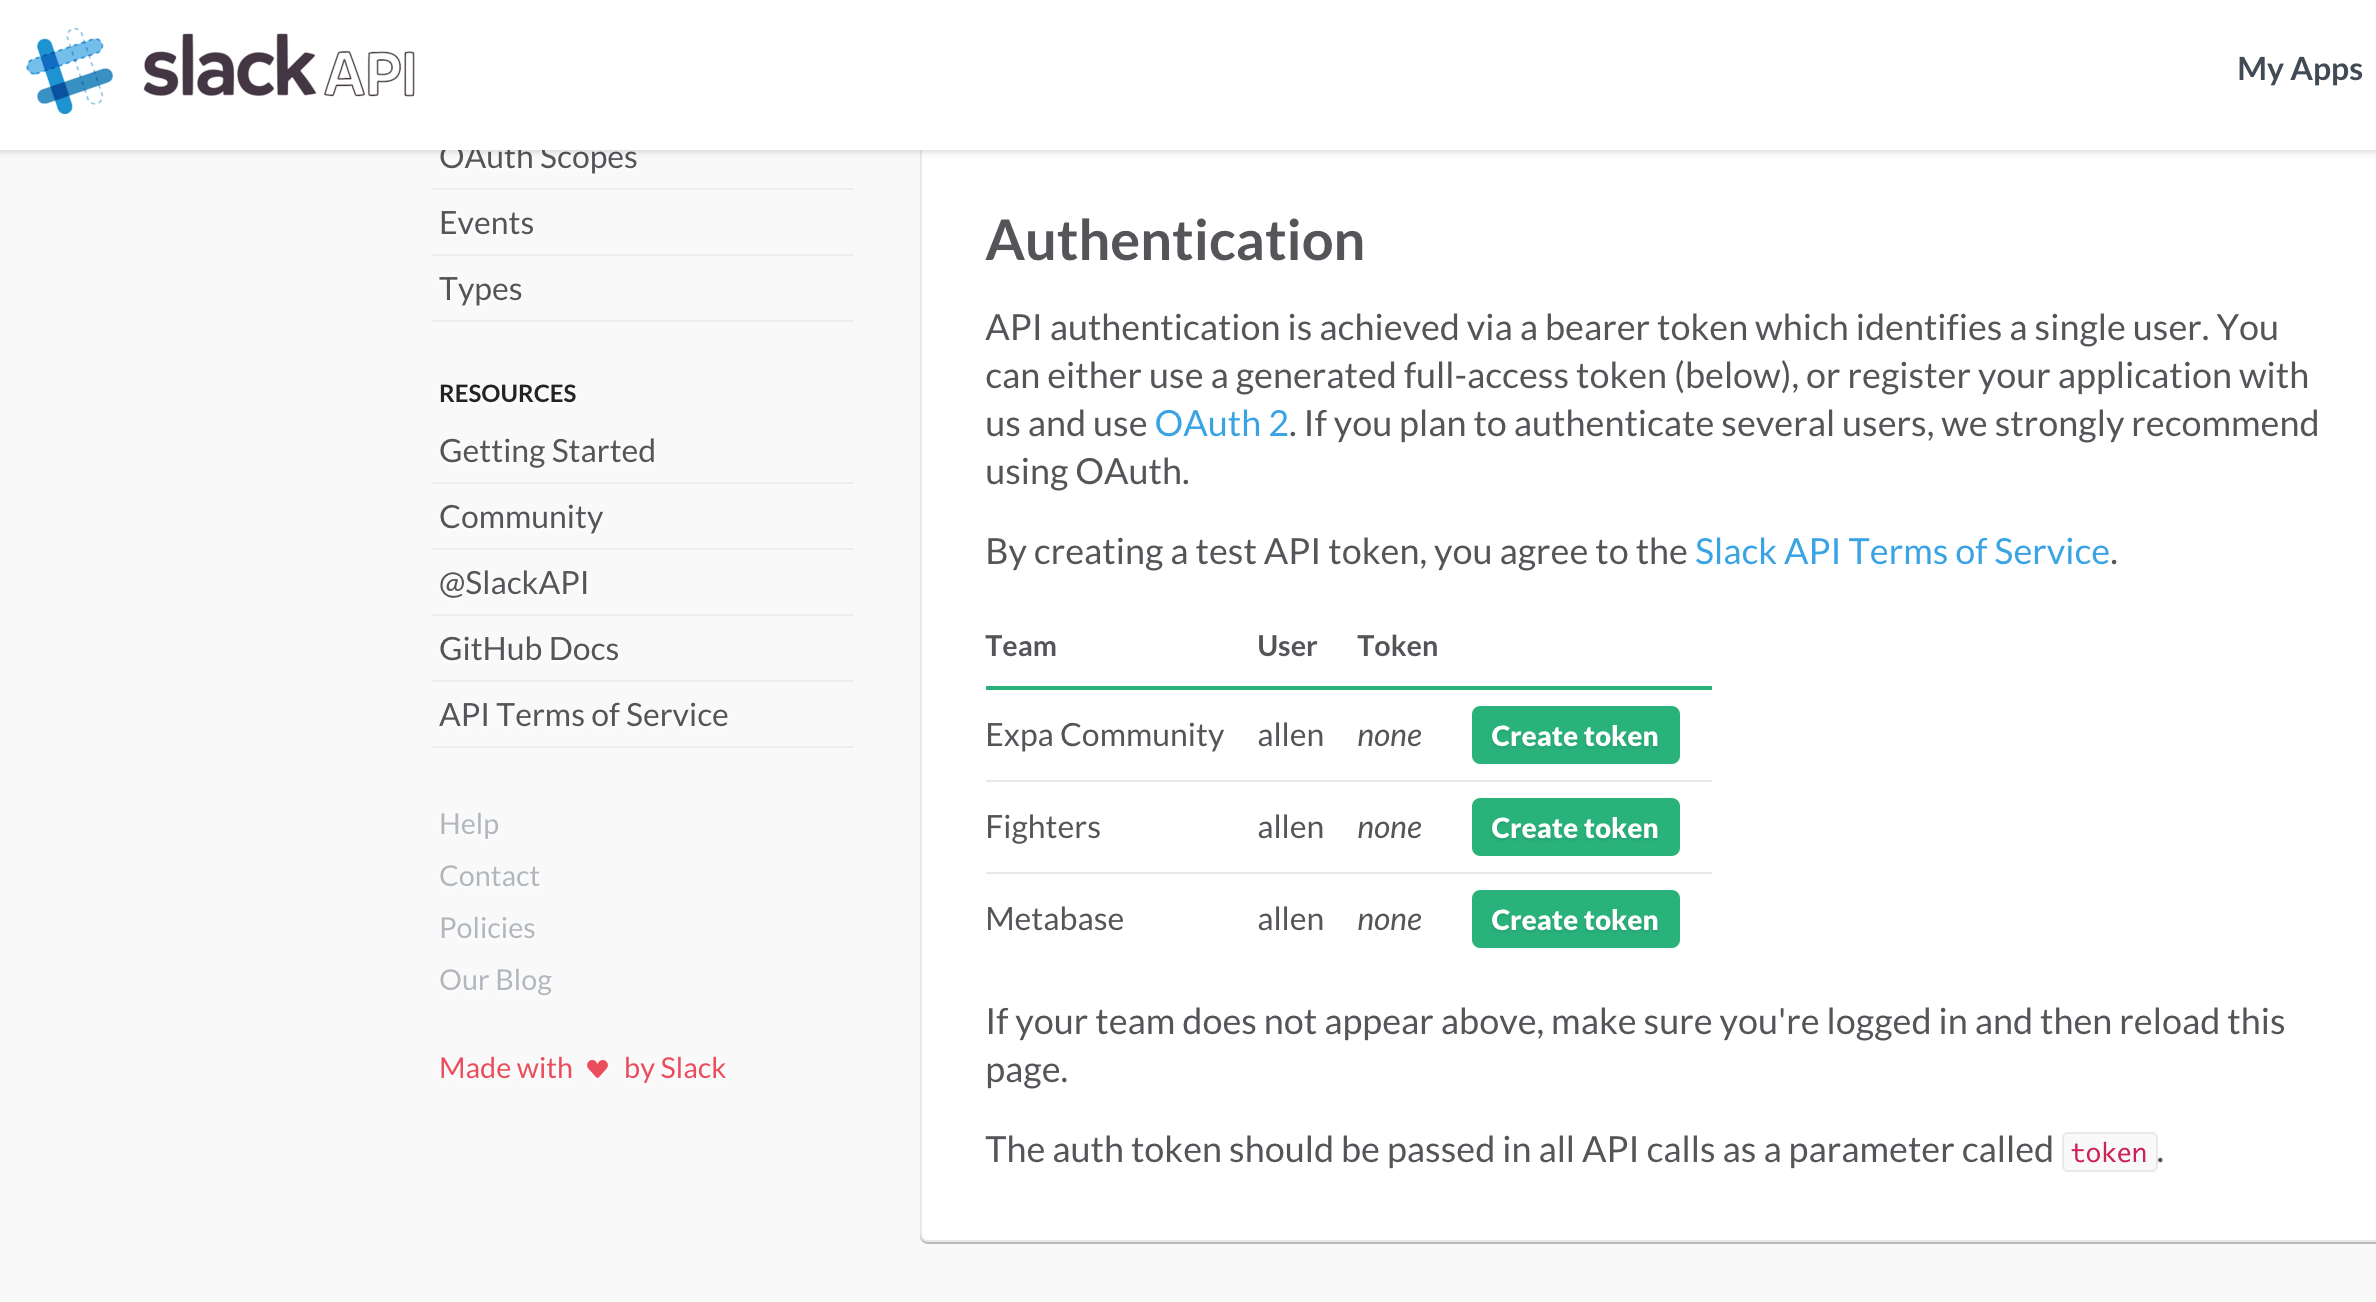 slack API
My Apps
OAuth Scopes
Events
Types
RESOURCES
Getting Started
Community
@SlackAPI
GitHub Docs
API Terms of Service
Help
Contact
Policies
Our Blog
Made with ❤ by Slack
Authentication
API authentication is achieved via a bearer token which identifies a single user. You
can either use a generated full-access token (below), or register your application with
us and use OAuth 2. If you plan to authenticate several users, we strongly recommend
using OAuth.
By creating a test API token, you agree to the Slack API Terms of Service.
Team User Token
Expa Community allen none Create token
Fighters allen none Create token
Metabase allen none Create token
If your team does not appear above, make sure you're logged in and then reload this
page.
The auth token should be passed in all API calls as a parameter called token.